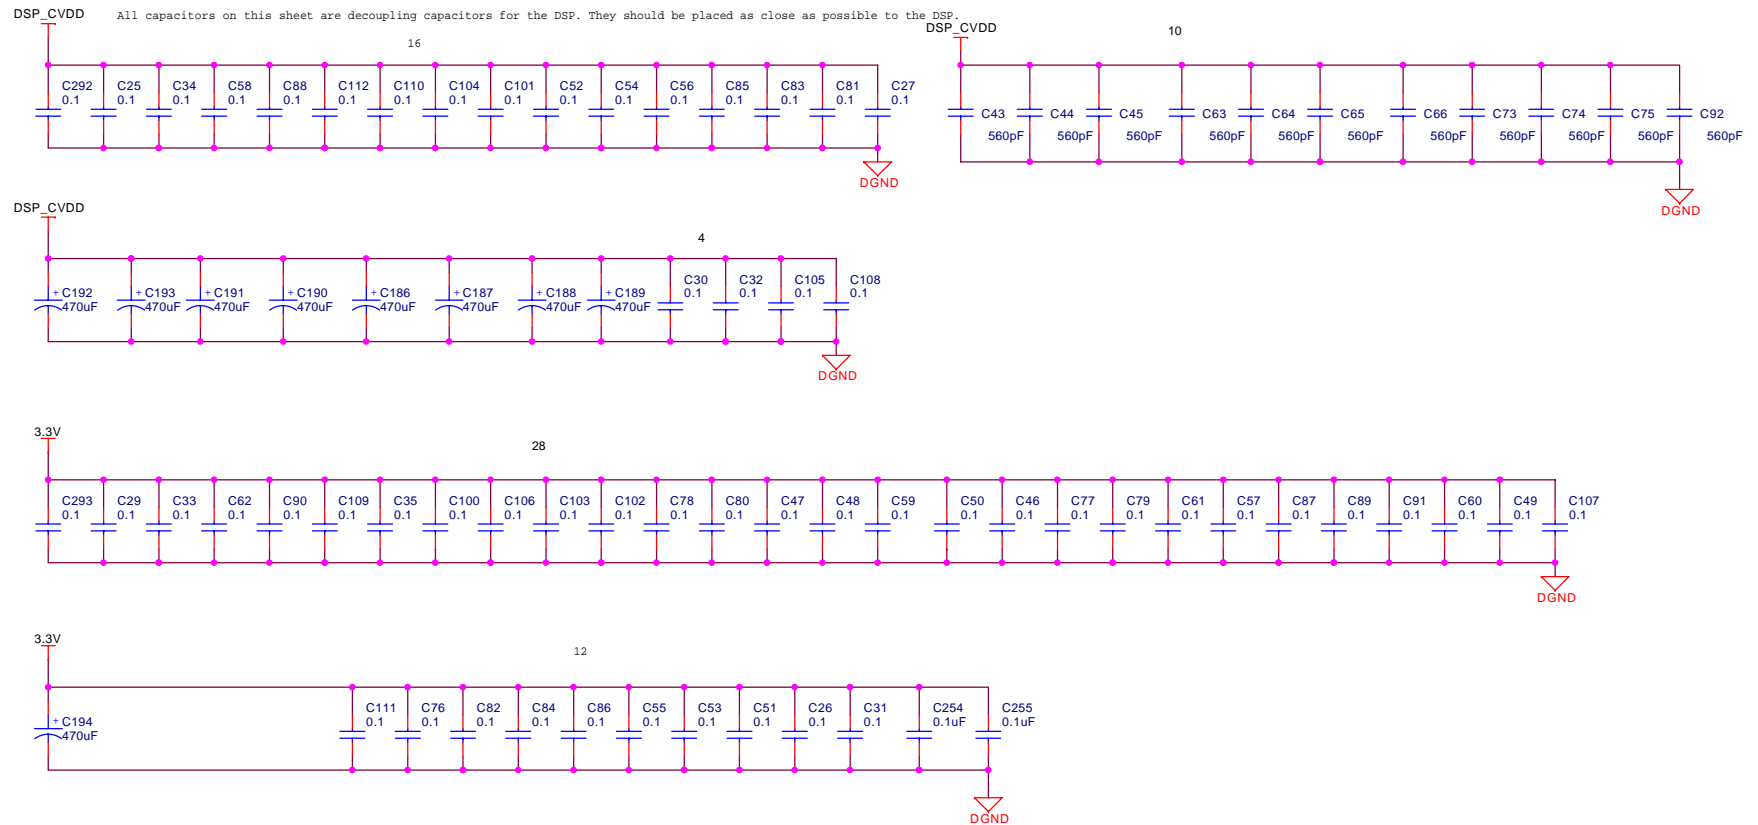 DSP_CVDD All capacitors on this sheet are decoupling capacitors for the DSP. They should be placed as close as possible to the DSP.
16
C292 C25 C34 C58 C88 C112 C110 C104 C101 C52 C54 C56 C85 C83 C81 C27
0.1 0.1 0.1 0.1 0.1 0.1 0.1 0.1 0.1 0.1 0.1 0.1 0.1 0.1 0.1 0.1
DGND
DSP_CVDD
10
C43 C44 C45 C63 C64 C65 C66 C73 C74 C75 C92
560pF 560pF 560pF 560pF 560pF 560pF 560pF 560pF 560pF 560pF 560pF
DGND
DSP_CVDD
4
+ C192 + C193 + C191 + C190 + C186 + C187 + C188 + C189 C30 C32 C105 C108
470uF 470uF 470uF 470uF 470uF 470uF 470uF 470uF 0.1 0.1 0.1 0.1
DGND
3.3V
28
C293 C29 C33 C62 C90 C109 C35 C100 C106 C103 C102 C78 C80 C47 C48 C59 C50 C46 C77 C79 C61 C57 C87 C89 C91 C60 C49 C107
0.1 0.1 0.1 0.1 0.1 0.1 0.1 0.1 0.1 0.1 0.1 0.1 0.1 0.1 0.1 0.1 0.1 0.1 0.1 0.1 0.1 0.1 0.1 0.1 0.1 0.1 0.1 0.1
DGND
3.3V
12
+ C194 C111 C76 C82 C84 C86 C55 C53 C51 C26 C31 C254 C255
470uF 0.1 0.1 0.1 0.1 0.1 0.1 0.1 0.1 0.1 0.1 0.1uF 0.1uF
DGND